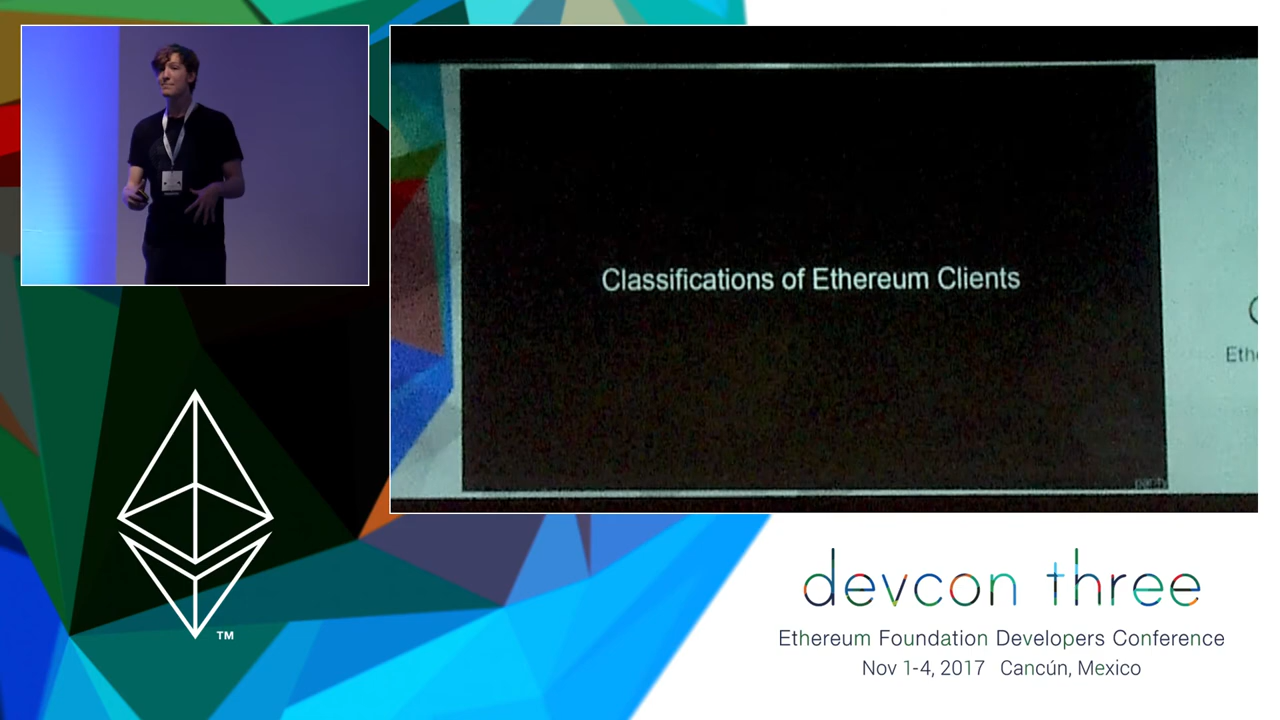 Classifications of Ethereum Clients
TM
devcon three
Ethereum Foundation Developers Conference
Nov 1-4, 2017 Cancún, Mexico